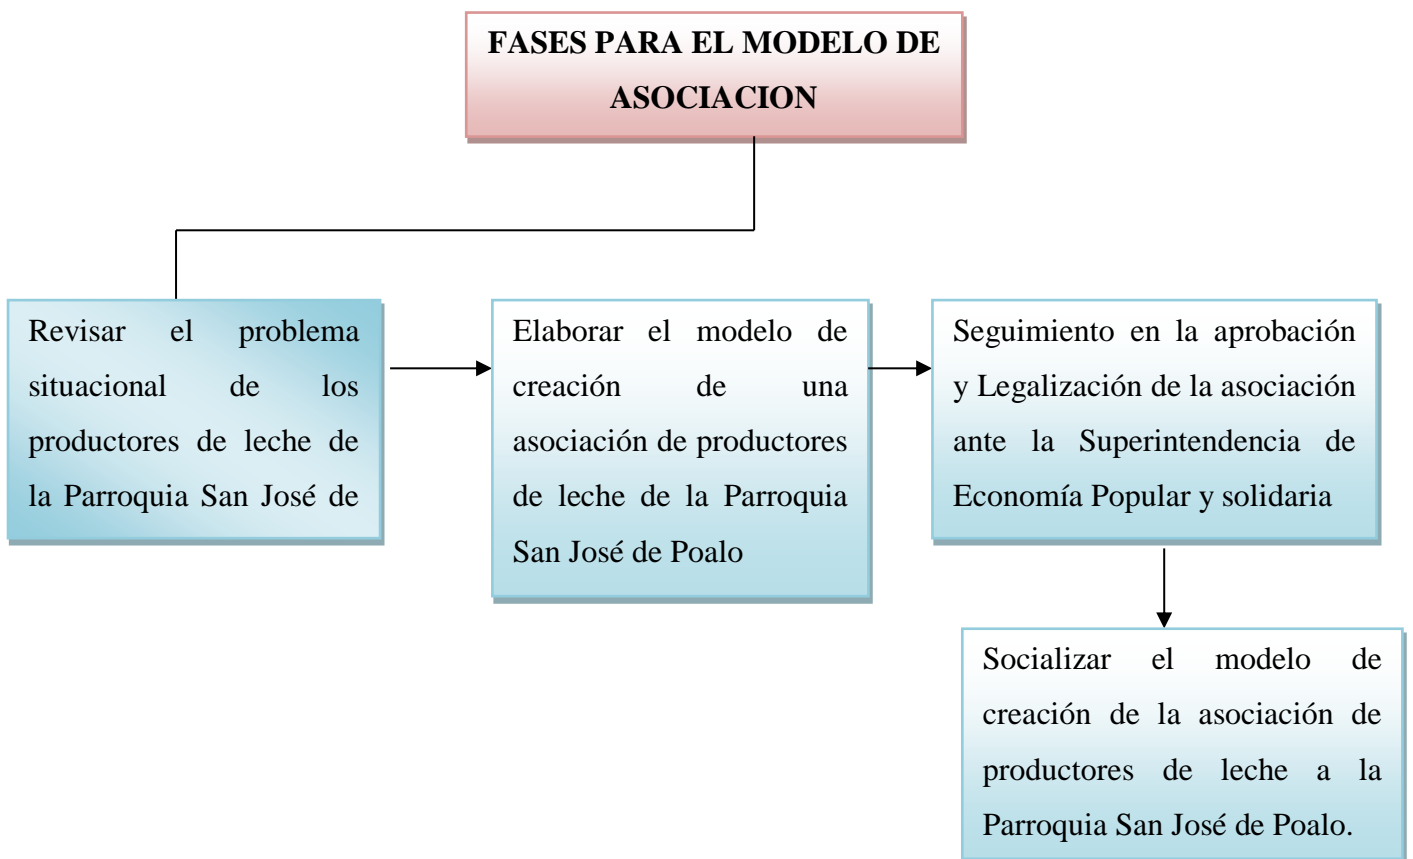 FASES PARA EL MODELO DE
ASOCIACION
Revisar el problema
situacional de los
productores de leche de
la Parroquia San José de
Elaborar el modelo de
creación de una
asociación de productores
de leche de la Parroquia
San José de Poalo
Seguimiento en la aprobación
y Legalización de la asociación
ante la Superintendencia de
Economía Popular y solidaria
Socializar el modelo de
creación de la asociación de
productores de leche a la
Parroquia San José de Poalo.